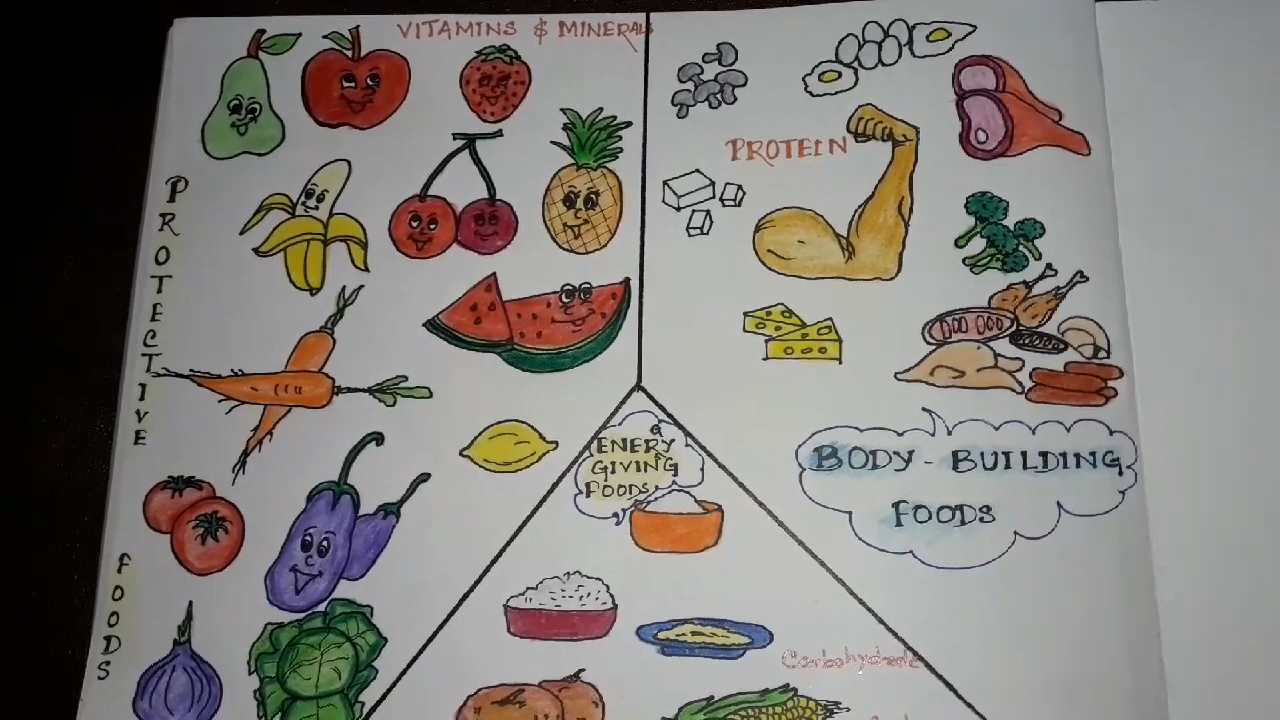 VITAMINS & MINERALS
PROTECTIVE
FOODS
PROTEIN
BODY - BUILDING
FOODS
ENERGY
GIVING
FOODS
Carbohydrate